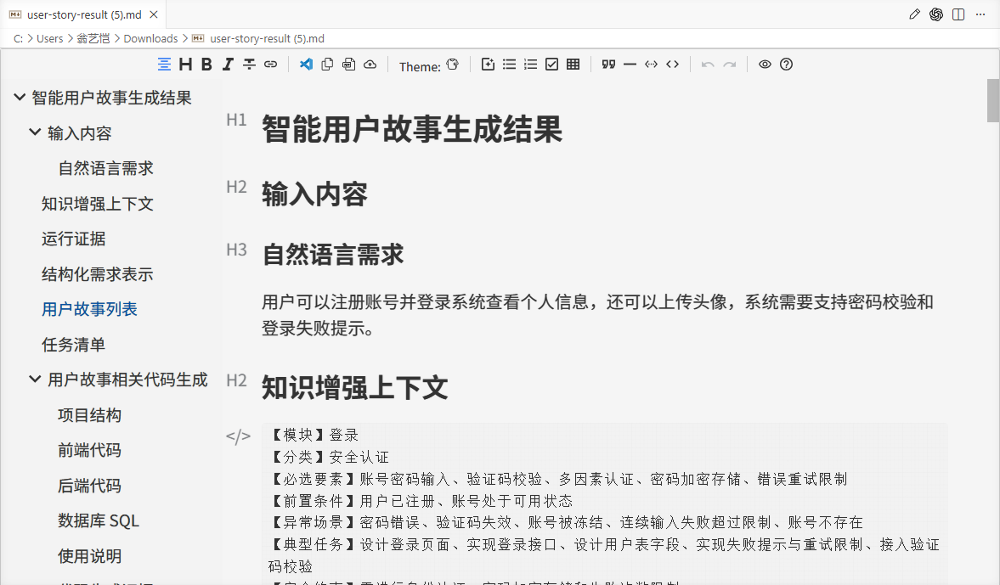 user-story-result (5).md
C: > Users > 翁艺恺 > Downloads > user-story-result (5).md
Theme:
智能用户故事生成结果
输入内容
自然语言需求
知识增强上下文
运行证据
结构化需求表示
用户故事列表
任务清单
用户故事相关代码生成
项目结构
前端代码
后端代码
数据库 SQL
使用说明
H1 智能用户故事生成结果
H2 输入内容
H3 自然语言需求
用户可以注册账号并登录系统查看个人信息，还可以上传头像，系统需要支持密码校验和
登录失败提示。
H2 知识增强上下文
</> 【模块】登录
【分类】安全认证
【必选要素】账号密码输入、验证码校验、多因素认证、密码加密存储、错误重试限制
【前置条件】用户已注册、账号处于可用状态
【异常场景】密码错误、验证码失效、账号被冻结、连续输入失败超过限制、账号不存在
【典型任务】设计登录页面、实现登录接口、设计用户表字段、实现失败提示与重试限制、接入验证
码校验